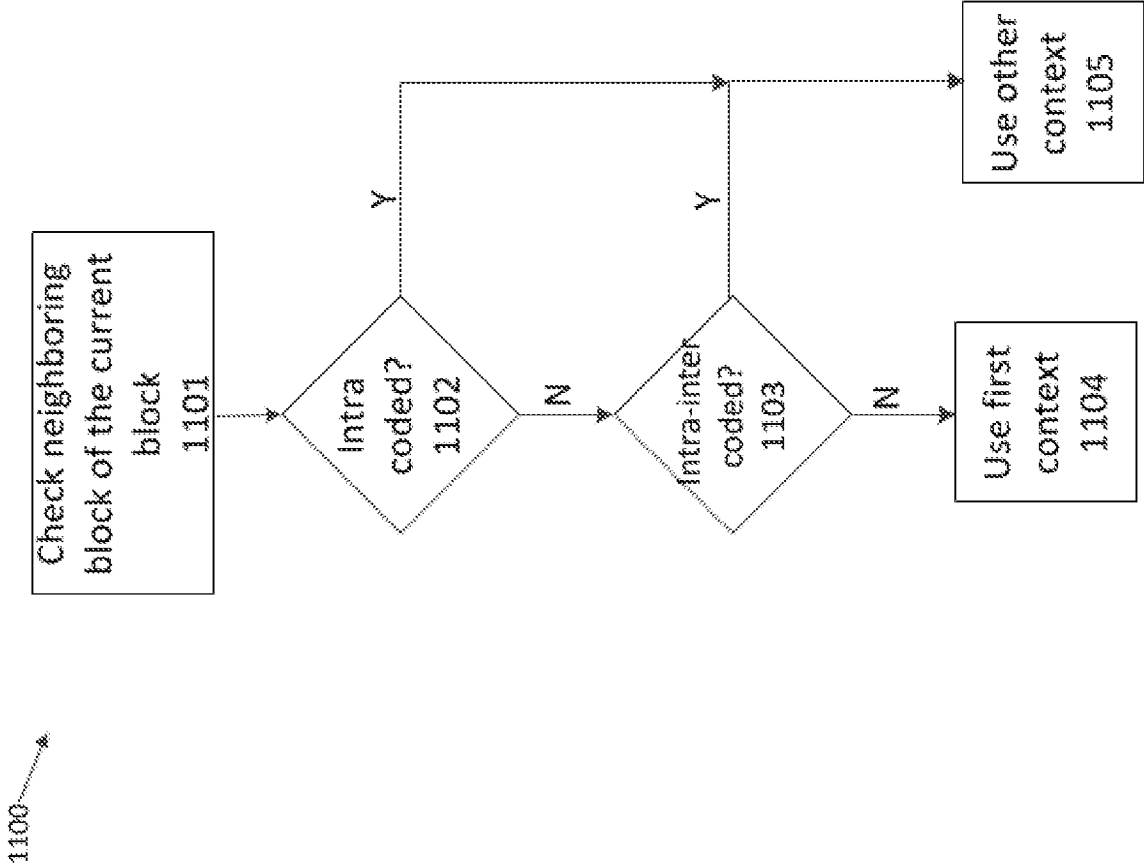 1100
Check neighboring
block of the current
block
1101
Intra
coded?
1102
Y
N
Intra-inter
coded?
1103
Y
N
Use first
context
1104
Use other
context
1105